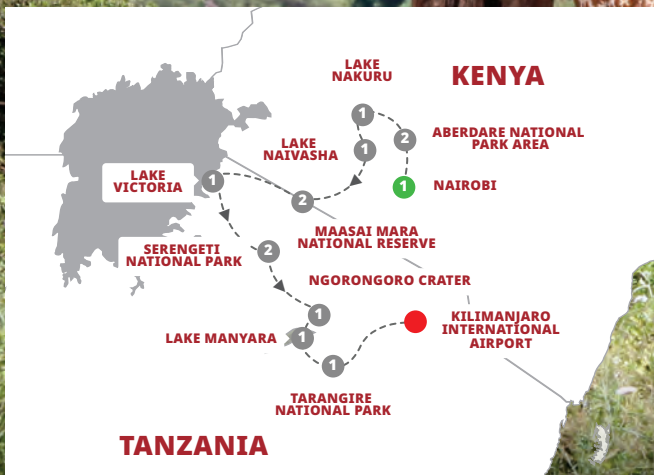 LAKE
NAKURU
KENYA
1
2
ABERDARE NATIONAL
PARK AREA
LAKE
NAIVASHA
1
1
NAIROBI
LAKE
VICTORIA
1
2
MAASAI MARA
NATIONAL RESERVE
SERENGETI
NATIONAL PARK
2
NGORONGORO CRATER
1
KILIMANJARO
INTERNATIONAL
AIRPORT
LAKE MANYARA
1
1
TARANGIRE
NATIONAL PARK
TANZANIA